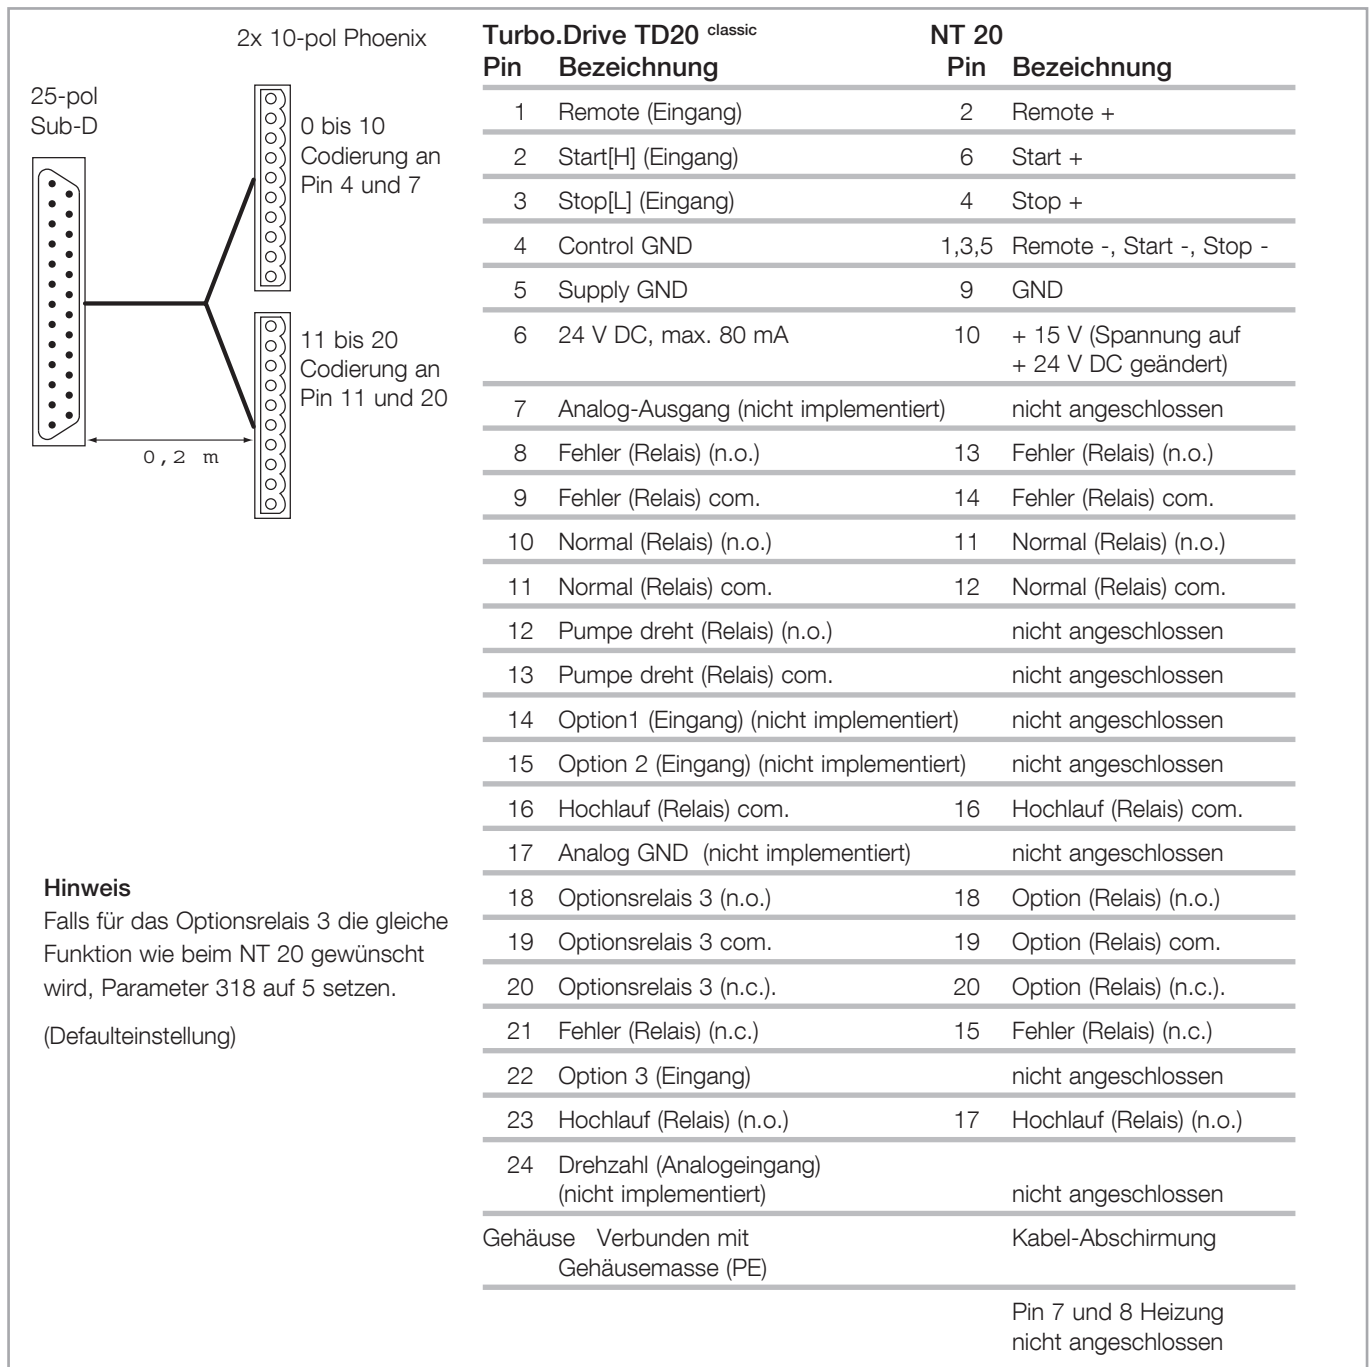 2x 10-pol Phoenix
25-pol
Sub-D
0 bis 10
Codierung an
Pin 4 und 7
11 bis 20
Codierung an
Pin 11 und 20
0,2 m
Hinweis
Falls für das Optionsrelais 3 die gleiche
Funktion wie beim NT 20 gewünscht
wird, Parameter 318 auf 5 setzen.
(Defaulteinstellung)
Turbo.Drive TD20 classic NT 20
Pin Bezeichnung Pin Bezeichnung
1 Remote (Eingang) 2 Remote +
2 Start[H] (Eingang) 6 Start +
3 Stop[L] (Eingang) 4 Stop +
4 Control GND 1,3,5 Remote -, Start -, Stop -
5 Supply GND 9 GND
6 24 V DC, max. 80 mA 10 + 15 V (Spannung auf
+ 24 V DC geändert)
7 Analog-Ausgang (nicht implementiert) nicht angeschlossen
8 Fehler (Relais) (n.o.) 13 Fehler (Relais) (n.o.)
9 Fehler (Relais) com. 14 Fehler (Relais) com.
10 Normal (Relais) (n.o.) 11 Normal (Relais) (n.o.)
11 Normal (Relais) com. 12 Normal (Relais) com.
12 Pumpe dreht (Relais) (n.o.) nicht angeschlossen
13 Pumpe dreht (Relais) com. nicht angeschlossen
14 Option1 (Eingang) (nicht implementiert) nicht angeschlossen
15 Option 2 (Eingang) (nicht implementiert) nicht angeschlossen
16 Hochlauf (Relais) com. 16 Hochlauf (Relais) com.
17 Analog GND (nicht implementiert) nicht angeschlossen
18 Optionsrelais 3 (n.o.) 18 Option (Relais) (n.o.)
19 Optionsrelais 3 com. 19 Option (Relais) com.
20 Optionsrelais 3 (n.c.). 20 Option (Relais) (n.c.).
21 Fehler (Relais) (n.c.) 15 Fehler (Relais) (n.c.)
22 Option 3 (Eingang) nicht angeschlossen
23 Hochlauf (Relais) (n.o.) 17 Hochlauf (Relais) (n.o.)
24 Drehzahl (Analogeingang)
(nicht implementiert) nicht angeschlossen
Gehäuse Verbunden mit Kabel-Abschirmung
Gehäusemasse (PE)
Pin 7 und 8 Heizung
nicht angeschlossen